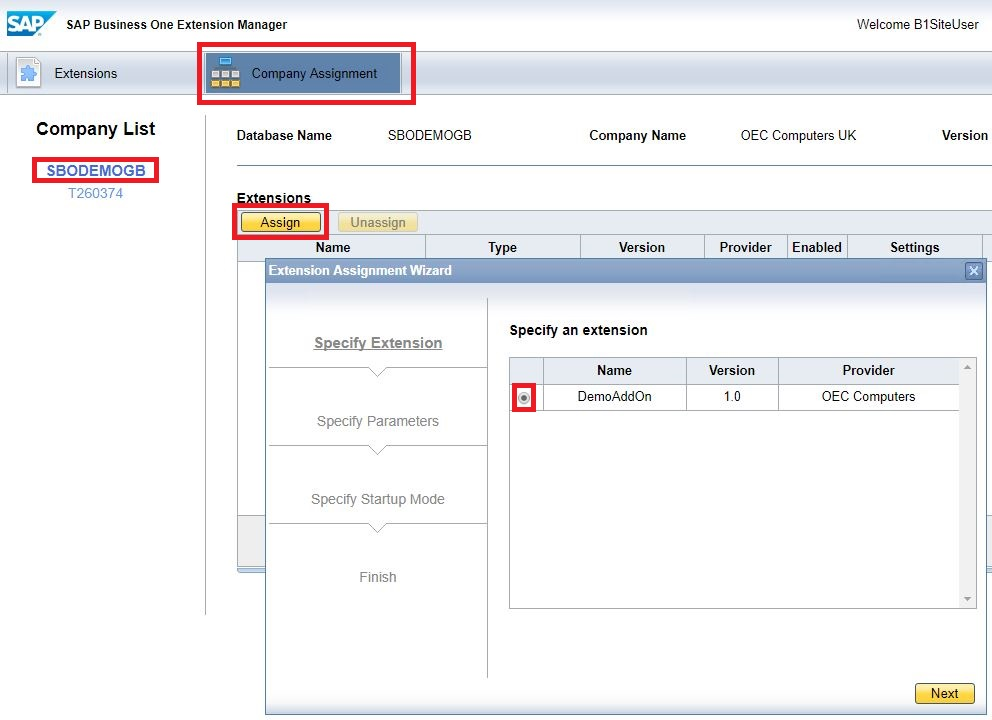 SAP SAP Business One Extension Manager Welcome B1SiteUser
Extensions Company Assignment
Company List
SBODEMOGB
T260374
Database Name SBODEMOGB Company Name OEC Computers UK Version
Extensions
Assign Unassign
Name Type Version Provider Enabled Settings
Extension Assignment Wizard
Specify Extension
Specify Parameters
Specify Startup Mode
Finish
Specify an extension
Name Version Provider
DemoAddOn 1.0 OEC Computers
Next